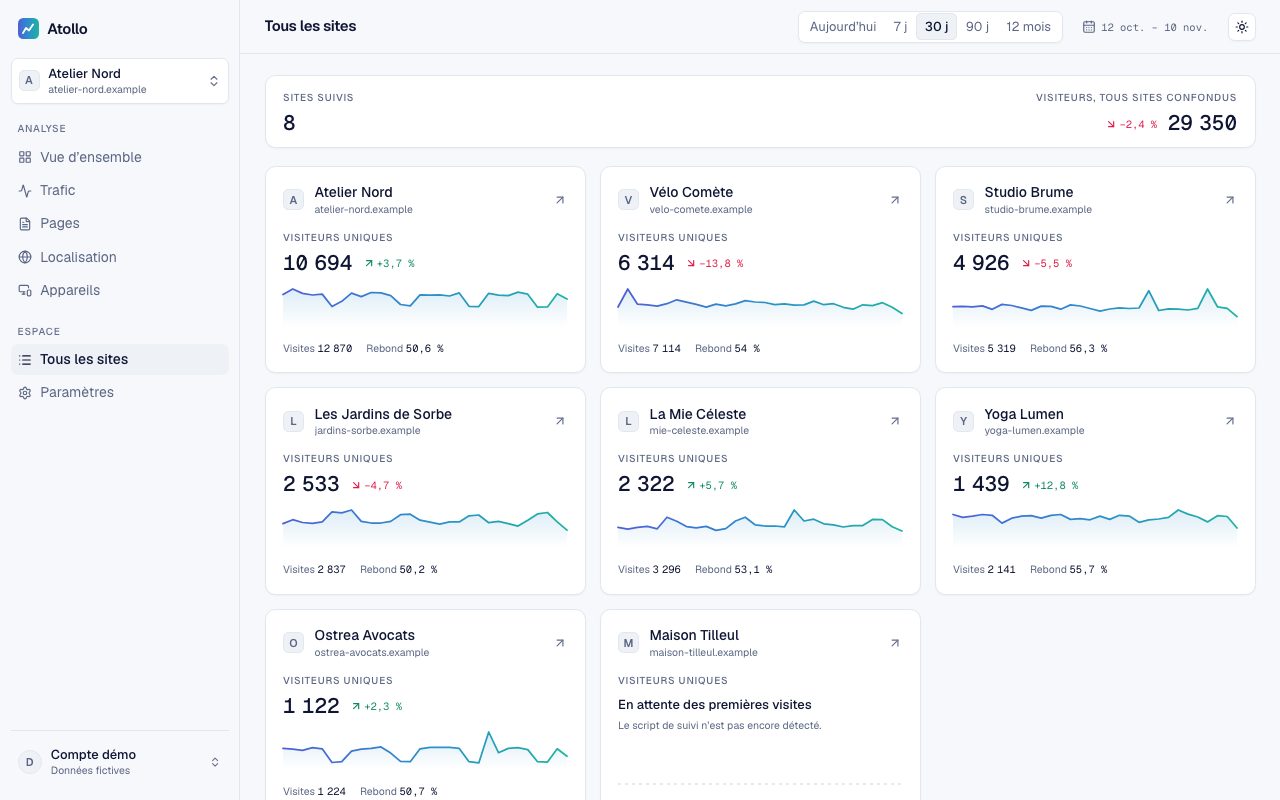 Atollo
A
Atelier Nord
atelier-nord.example
ANALYSE
Vue d'ensemble
Trafic
Pages
Localisation
Appareils
ESPACE
Tous les sites
Paramètres
D
Compte démo
Données fictives
Tous les sites
Aujourd'hui 7 j 30 j 90 j 12 mois
12 oct. – 10 nov.
SITES SUIVIS
8
VISITEURS, TOUS SITES CONFONDUS
−2,4 % 29 350
A
Atelier Nord
atelier-nord.example
VISITEURS UNIQUES
10 694 +3,7 %
Visites 12 870 Rebond 50,6 %
V
Vélo Comète
velo-comete.example
VISITEURS UNIQUES
6 314 −13,8 %
Visites 7 114 Rebond 54 %
S
Studio Brume
studio-brume.example
VISITEURS UNIQUES
4 926 −5,5 %
Visites 5 319 Rebond 56,3 %
L
Les Jardins de Sorbe
jardins-sorbe.example
VISITEURS UNIQUES
2 533 −4,7 %
Visites 2 837 Rebond 50,2 %
L
La Mie Céleste
mie-celeste.example
VISITEURS UNIQUES
2 322 +5,7 %
Visites 3 296 Rebond 53,1 %
Y
Yoga Lumen
yoga-lumen.example
VISITEURS UNIQUES
1 439 +12,8 %
Visites 2 141 Rebond 55,7 %
O
Ostrea Avocats
ostrea-avocats.example
VISITEURS UNIQUES
1 122 +2,3 %
Visites 1 224 Rebond 50,7 %
M
Maison Tilleul
maison-tilleul.example
VISITEURS UNIQUES
En attente des premières visites
Le script de suivi n'est pas encore détecté.